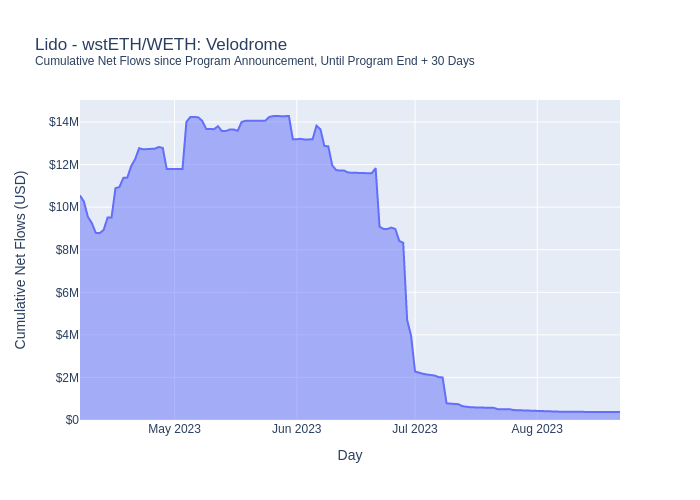 Lido - wstETH/WETH: Velodrome
Cumulative Net Flows since Program Announcement, Until Program End + 30 Days
$14M
$12M
$10M
$8M
$6M
$4M
$2M
$0
Cumulative Net Flows (USD)
May 2023
Jun 2023
Jul 2023
Aug 2023
Day